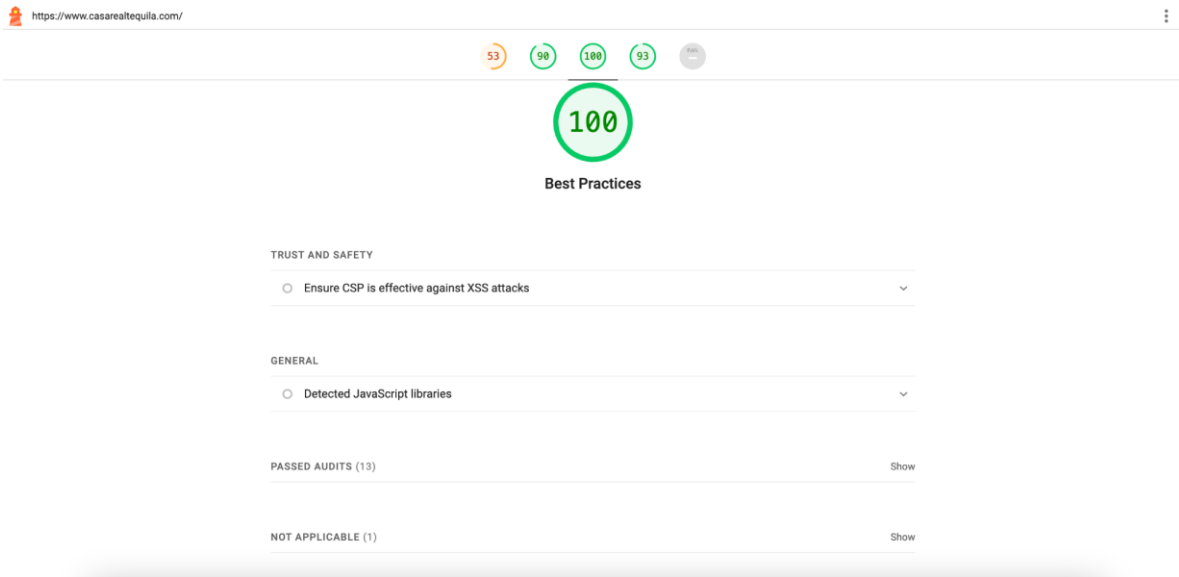 https://www.casarealtequila.com/
53 90 100 93 PWA
100
Best Practices
TRUST AND SAFETY
Ensure CSP is effective against XSS attacks
GENERAL
Detected JavaScript libraries
PASSED AUDITS (13) Show
NOT APPLICABLE (1) Show